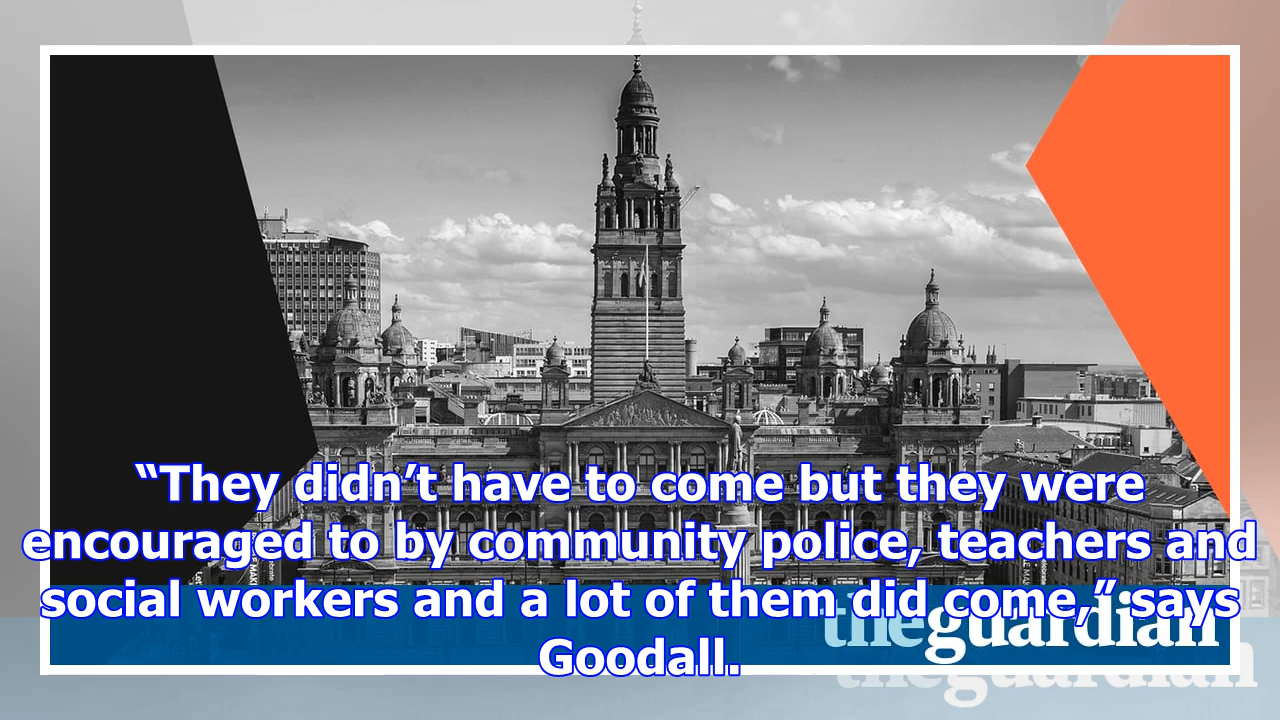 “They didn’t have to come but they were
encouraged to by community police, teachers and
social workers and a lot of them did come,” says
Goodall.
theguardian
theguardian